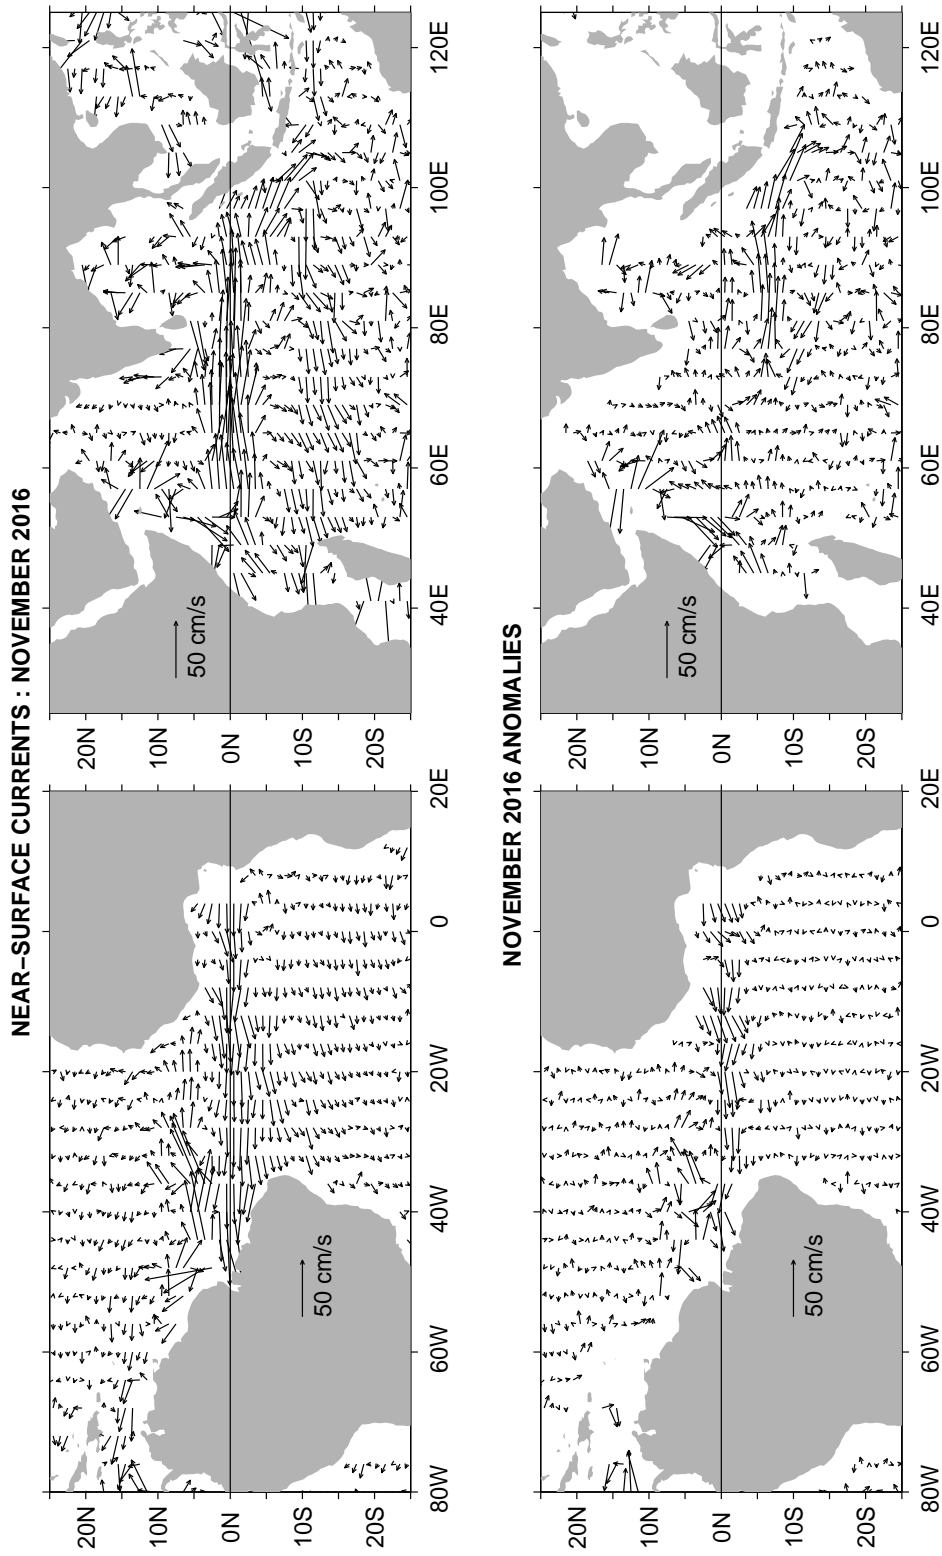 NEAR–SURFACE CURRENTS : NOVEMBER 2016
20N 20N
10N 10N
50 cm/s
0N 0N
10S 10S
50 cm/s
20S 20S
80W 60W 40W 20W 0 20E 40E 60E 80E 100E 120E
NOVEMBER 2016 ANOMALIES
20N 20N
10N 10N
50 cm/s
0N 0N
10S 10S
50 cm/s
20S 20S
80W 60W 40W 20W 0 20E 40E 60E 80E 100E 120E